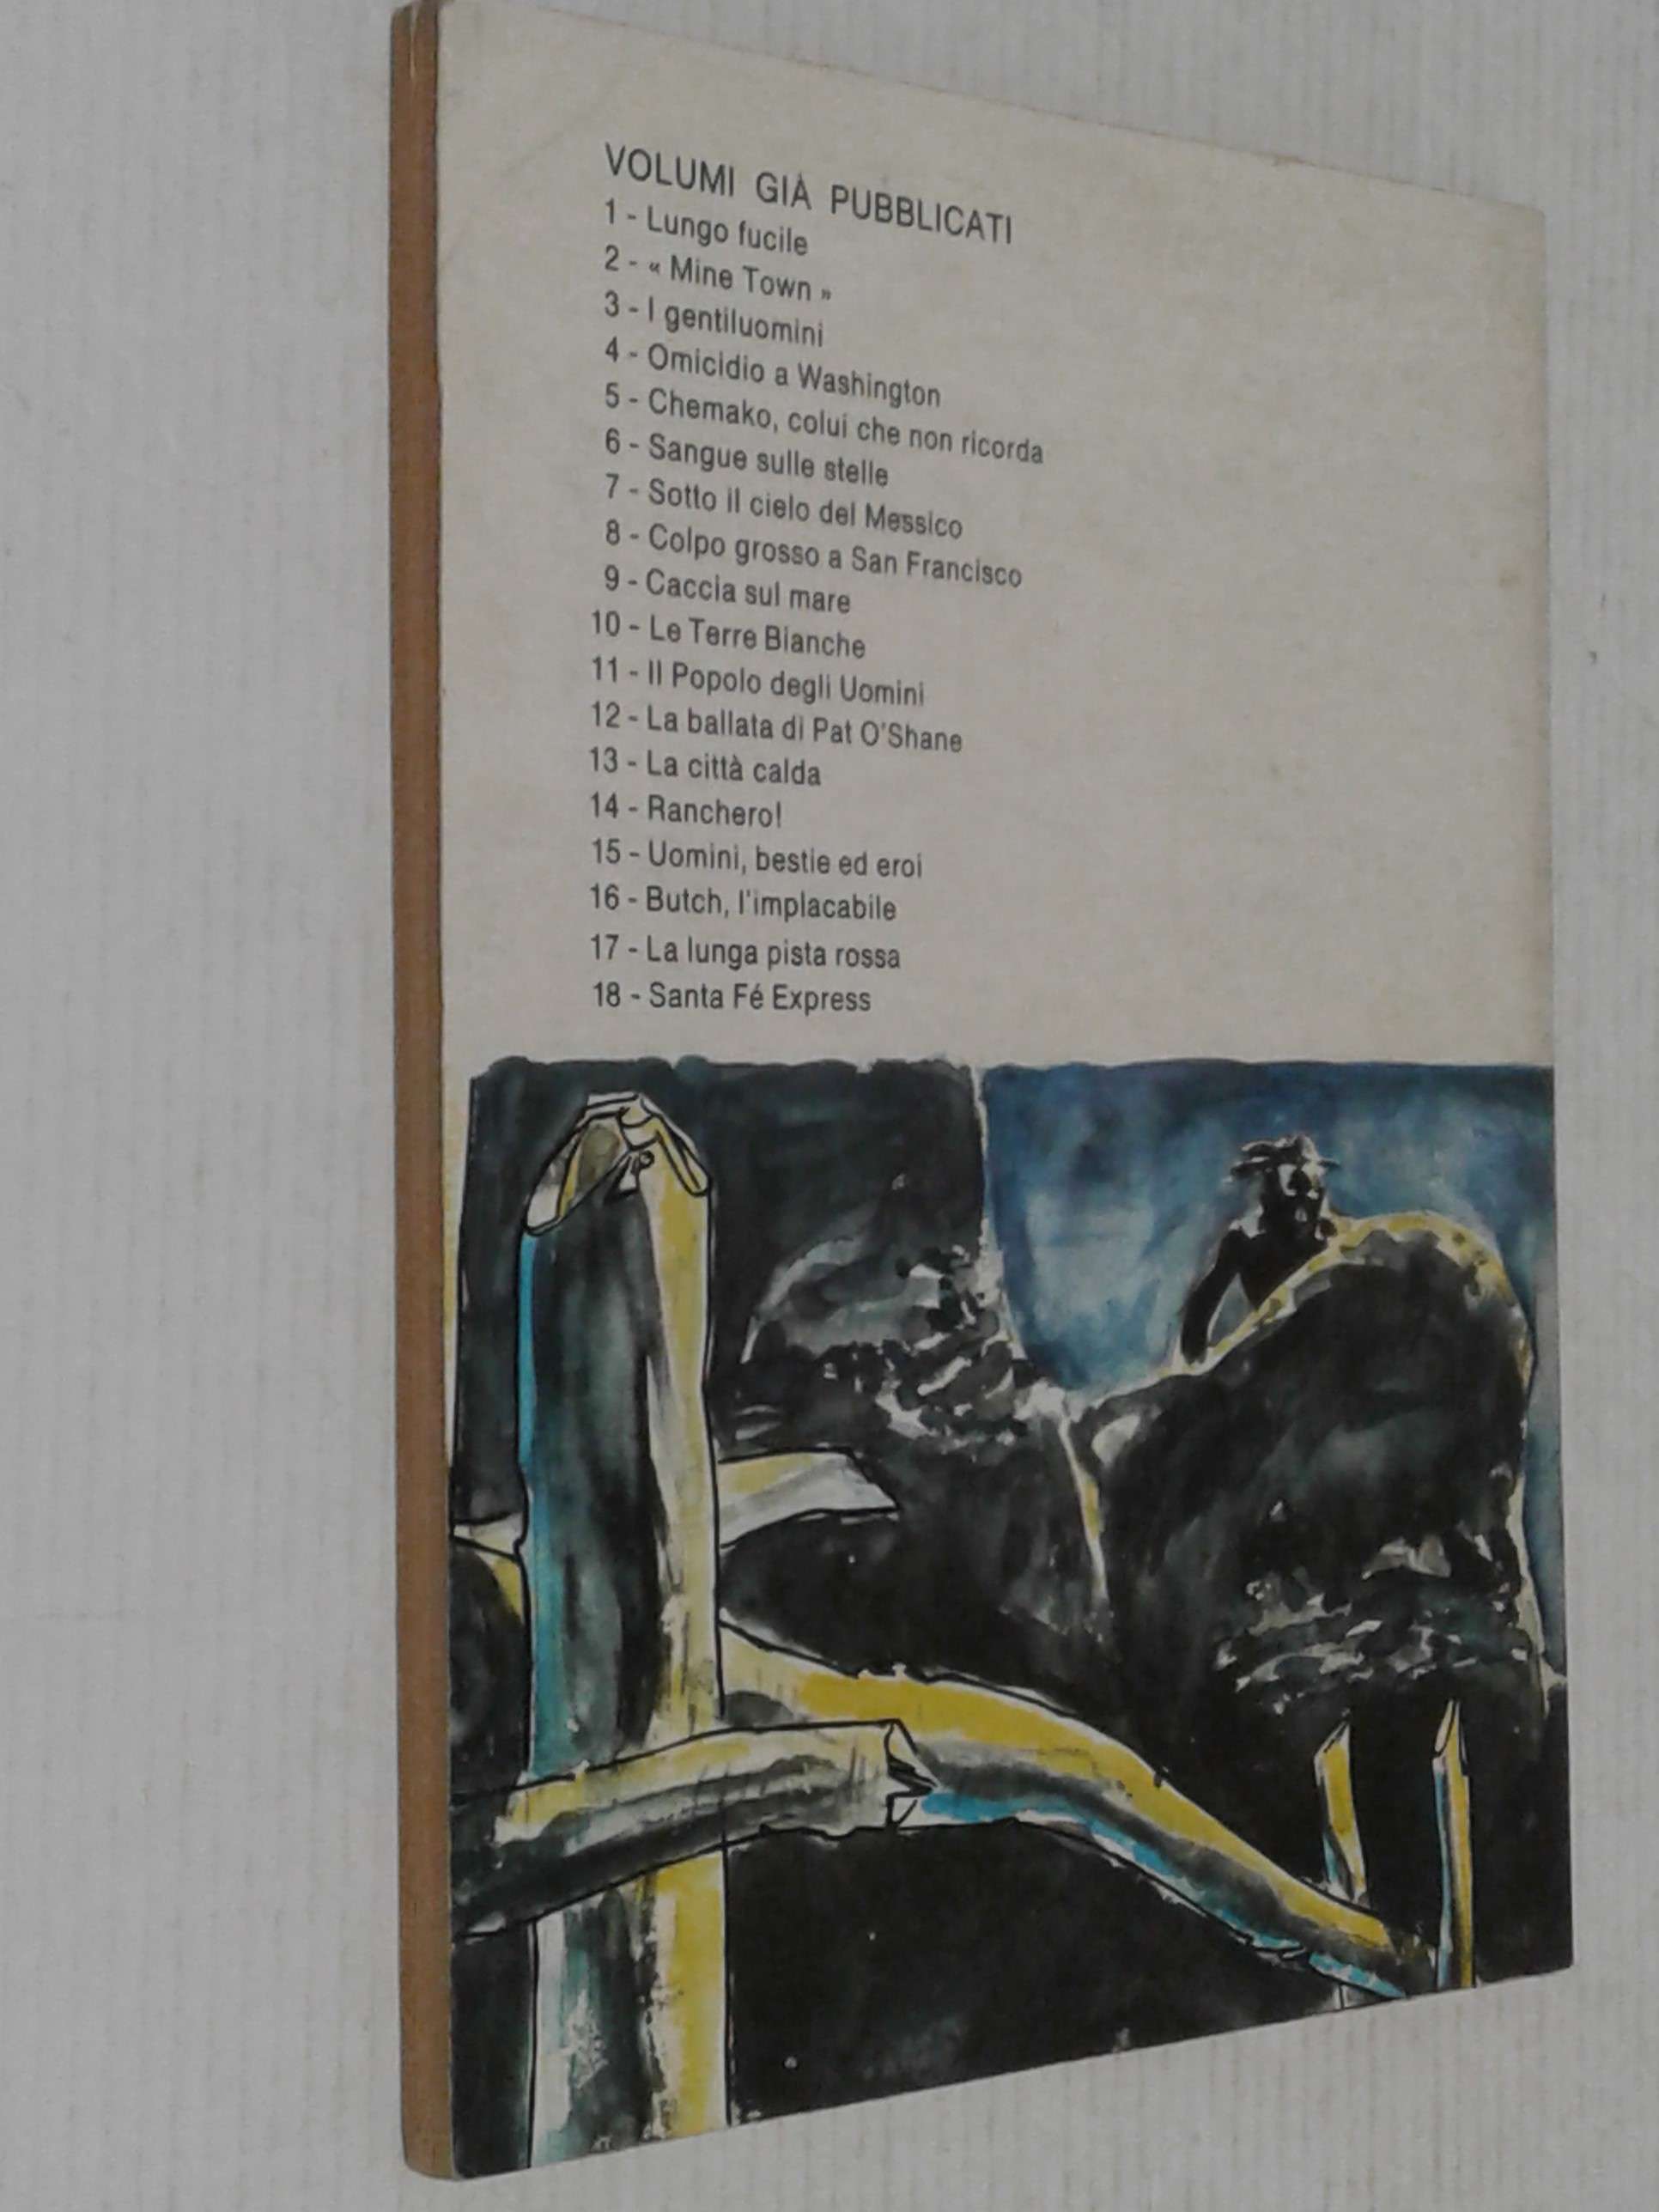 VOLUMI GIÀ PUBBLICATI
1 - Lungo fucile
2 - « Mine Town »
3 - I gentiluomini
4 - Omicidio a Washington
5 - Chemako, colui che non ricorda
6 - Sangue sulle stelle
7 - Sotto il cielo del Messico
8 - Colpo grosso a San Francisco
9 - Caccia sul mare
10 - Le Terre Bianche
11 - Il Popolo degli Uomini
12 - La ballata di Pat O'Shane
13 - La città calda
14 - Ranchero!
15 - Uomini, bestie ed eroi
16 - Butch, l'implacabile
17 - La lunga pista rossa
18 - Santa Fé Express